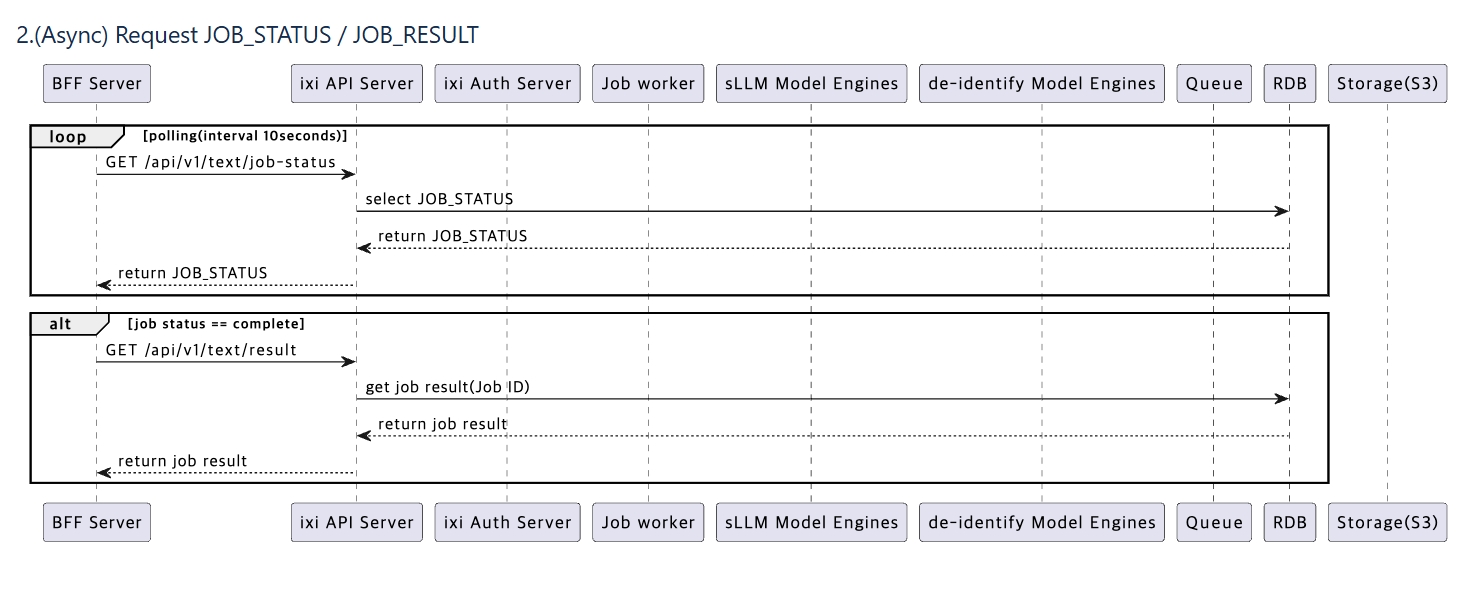 2.(Async) Request JOB_STATUS / JOB_RESULT
BFF Server ixi API Server ixi Auth Server Job worker sLLM Model Engines de-identify Model Engines Queue RDB Storage(S3)
loop [polling(interval 10seconds)]
GET /api/v1/text/job-status
select JOB_STATUS
return JOB_STATUS
return JOB_STATUS
alt [job status == complete]
GET /api/v1/text/result
get job result(Job ID)
return job result
return job result
BFF Server ixi API Server ixi Auth Server Job worker sLLM Model Engines de-identify Model Engines Queue RDB Storage(S3)